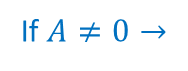 If A ≠ 0 →